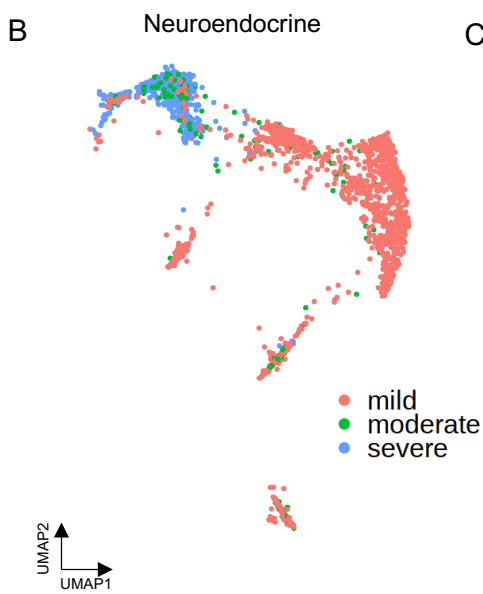 B
Neuroendocrine
C
mild
moderate
severe
UMAP2
UMAP1